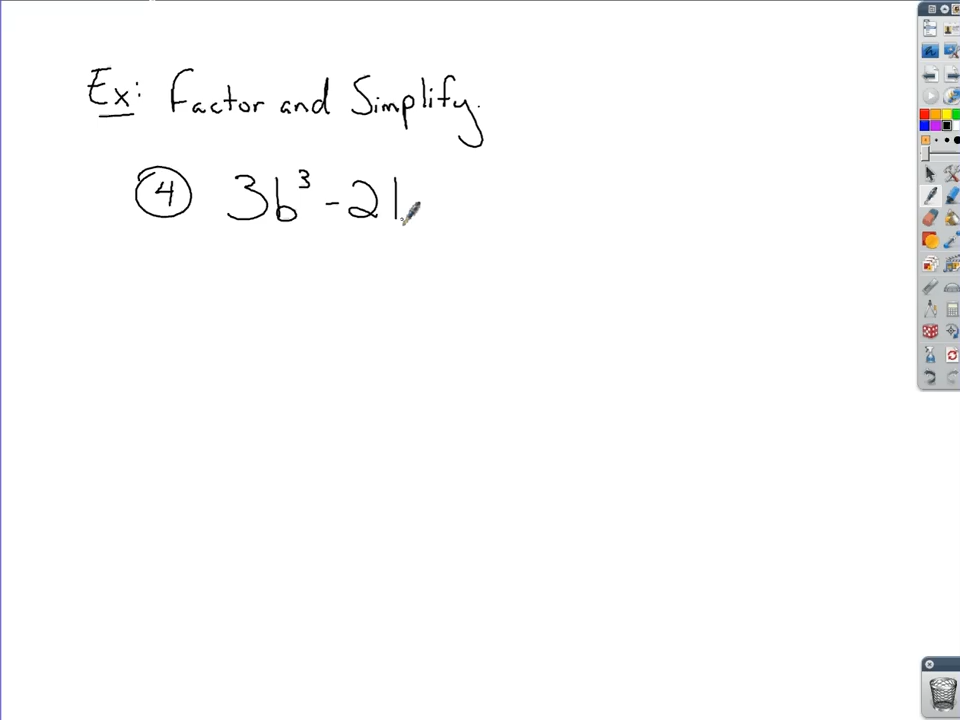 Ex: Factor and Simplify.
④ 3b³ - 21